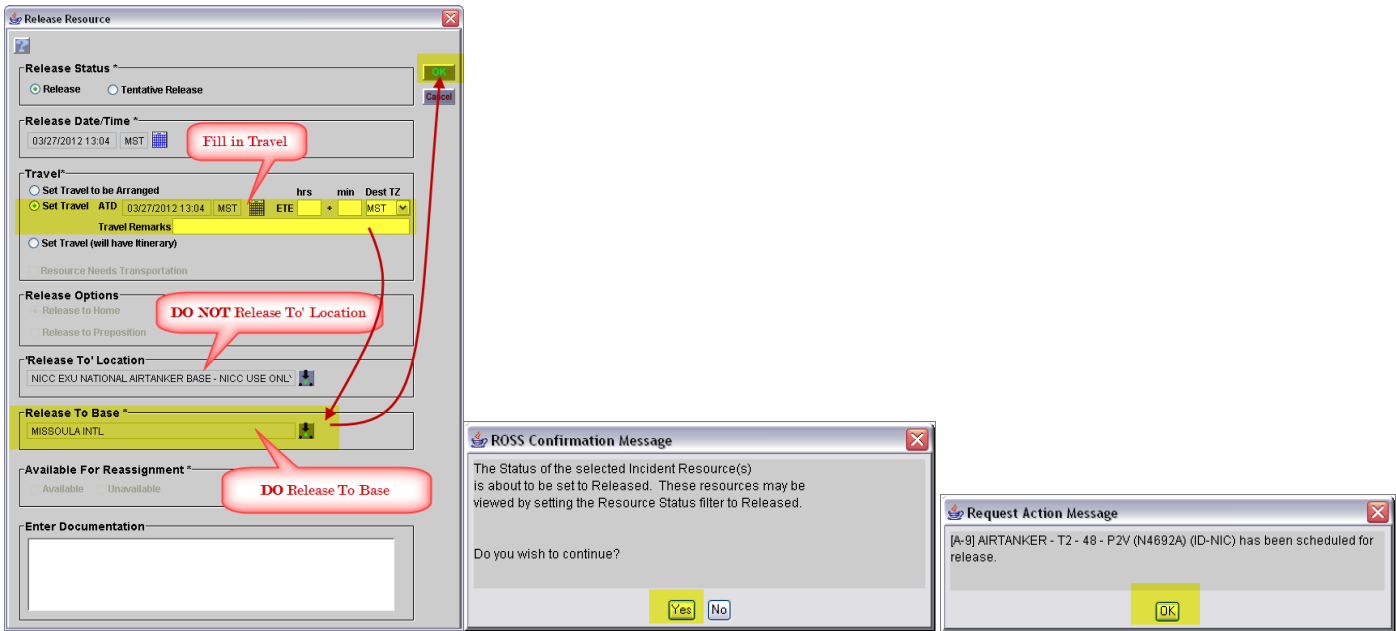 Release Resource
Release Status *
Release Tentative Release
OK
Cancel
Release Date/Time *
03/27/2012 13:04 MST
Fill in Travel
Travel*
Set Travel to be Arranged hrs min Dest TZ
Set Travel ATD 03/27/2012 13:04 MST ETE + MST
Travel Remarks
Set Travel (will have Itinerary)
Resource Needs Transportation
Release Options
Release to Home
Release to Preposition
DO NOT Release To' Location
'Release To' Location
NICC EXU NATIONAL AIRTANKER BASE - NICC USE ONLY
Release To Base *
MISSOULA INTL
DO Release To Base
Available For Reassignment *
Available Unavailable
Enter Documentation
ROSS Confirmation Message
The Status of the selected Incident Resource(s)
is about to be set to Released. These resources may be
viewed by setting the Resource Status filter to Released.
Do you wish to continue?
Yes No
Request Action Message
[A-9] AIRTANKER - T2 - 48 - P2V (N4692A) (ID-NIC) has been scheduled for
release.
OK